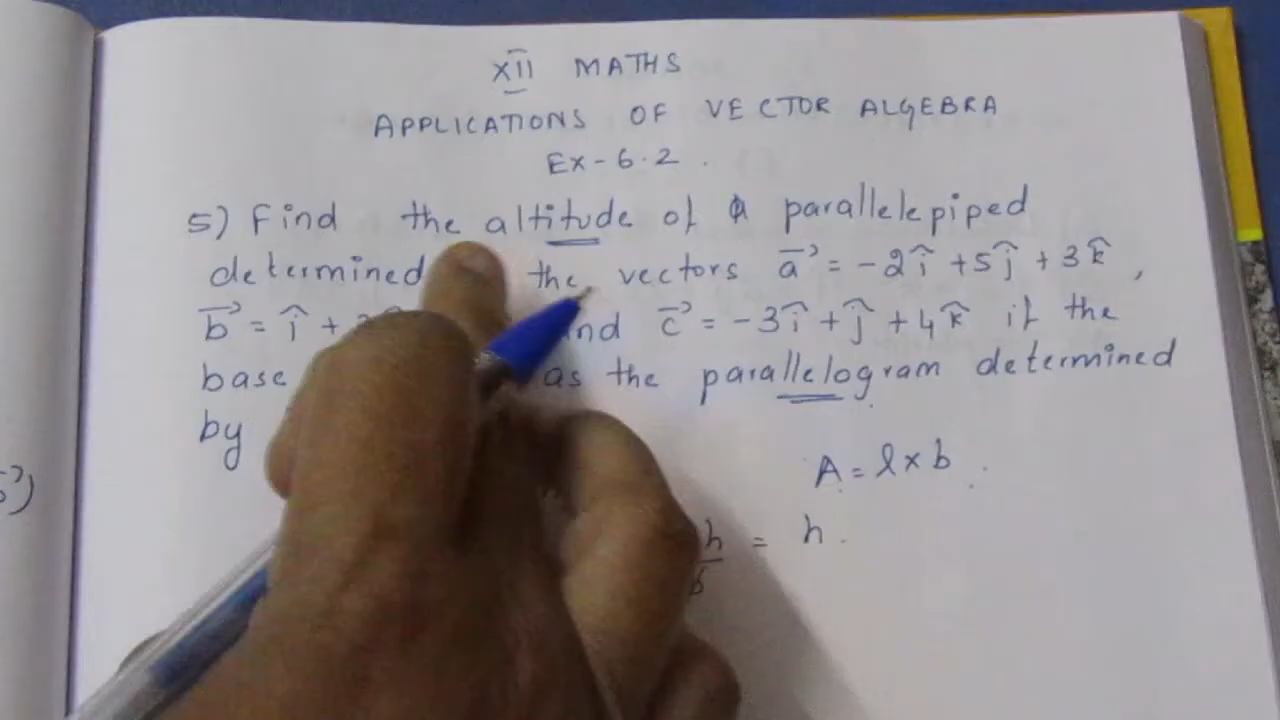 XII MATHS
APPLICATIONS OF VECTOR ALGEBRA
EX-6.2.
5) Find the altitude of a parallelepiped
determined the vectors a⃗ = -2î +5ĵ +3k̂,
b⃗ = î + and c⃗ = -3î +ĵ +4k̂ if the
base as the parallelogram determined
by
A = l×b.
h/b = h.